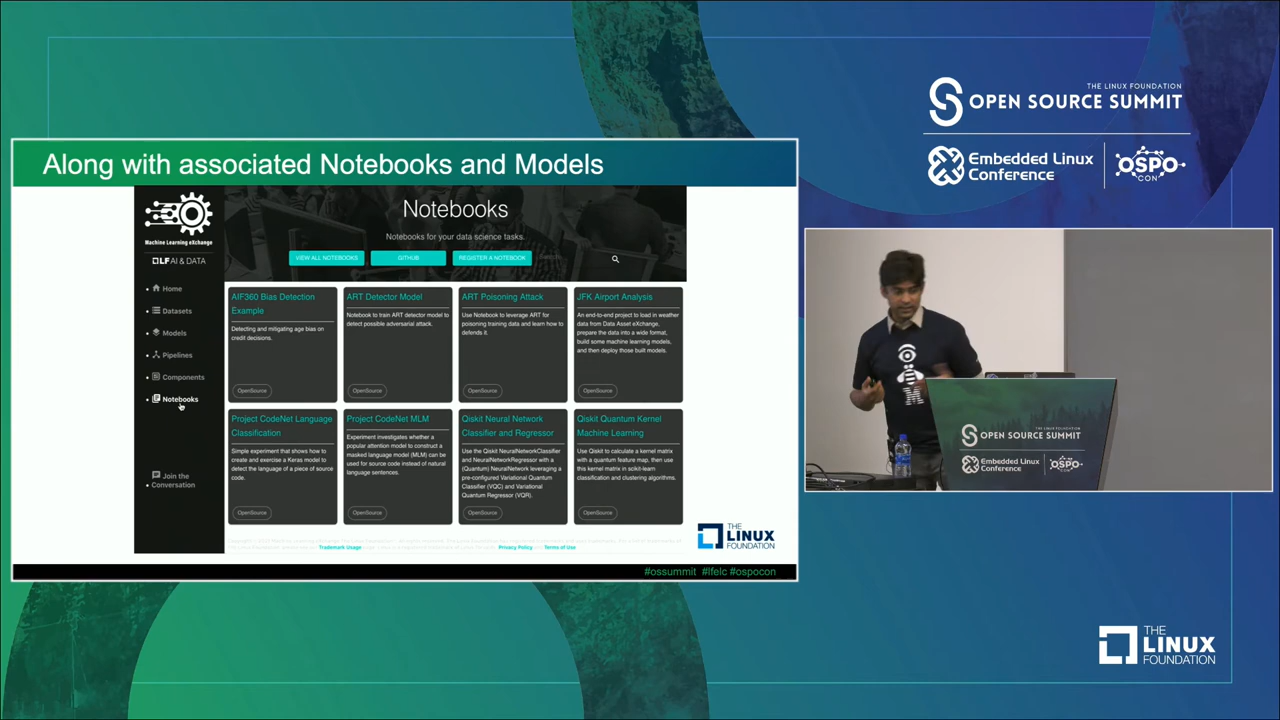 THE LINUX FOUNDATION
OPEN SOURCE SUMMIT
Embedded Linux
Conference
OSPO
CON
Along with associated Notebooks and Models
Machine Learning eXchange
LF AI & DATA
Home
Datasets
Models
Pipelines
Components
Notebooks
Join the
Conversation
Notebooks
Notebooks for your data science tasks.
VIEW ALL NOTEBOOKS
GITHUB
REGISTER A NOTEBOOK
AIF360 Bias Detection
Example
Detecting and mitigating age bias on
credit decisions.
OpenSource
ART Detector Model
Notebook to train ART detector model to
detect possible adversarial attack.
OpenSource
ART Poisoning Attack
Use Notebook to leverage ART for
poisoning training data and learn how to
defends it.
OpenSource
JFK Airport Analysis
An end-to-end project to load in weather
data from Data Asset eXchange,
prepare the data into a wide format,
build some machine learning models,
and then deploy those built models.
OpenSource
Project CodeNet Language
Classification
Simple experiment that shows how to
create and exercise a Keras model to
detect the language of a piece of source
code.
OpenSource
Project CodeNet MLM
Experiment investigates whether a
popular attention model to construct a
masked language model (MLM) can be
used for source code instead of natural
language sentences.
OpenSource
Qiskit Neural Network
Classifier and Regressor
Use the Qiskit NeuralNetworkClassifier
and NeuralNetworkRegressor with a
(Quantum) NeuralNetwork leveraging a
pre-configured Variational Quantum
Classifier (VQC) and Variational
Quantum Regressor (VQR).
OpenSource
Qiskit Quantum Kernel
Machine Learning
Use Qiskit to calculate a kernel matrix
with a quantum feature map, then use
this kernel matrix in scikit-learn
classification and clustering algorithms.
OpenSource
Trademark Usage
Privacy Policy
Terms of Use
THE
LINUX
FOUNDATION
#ossummit #lfelc #ospocon
OPEN SOURCE SUMMIT
Embedded Linux
Conference
OSPO
CON
THE
LINUX
FOUNDATION